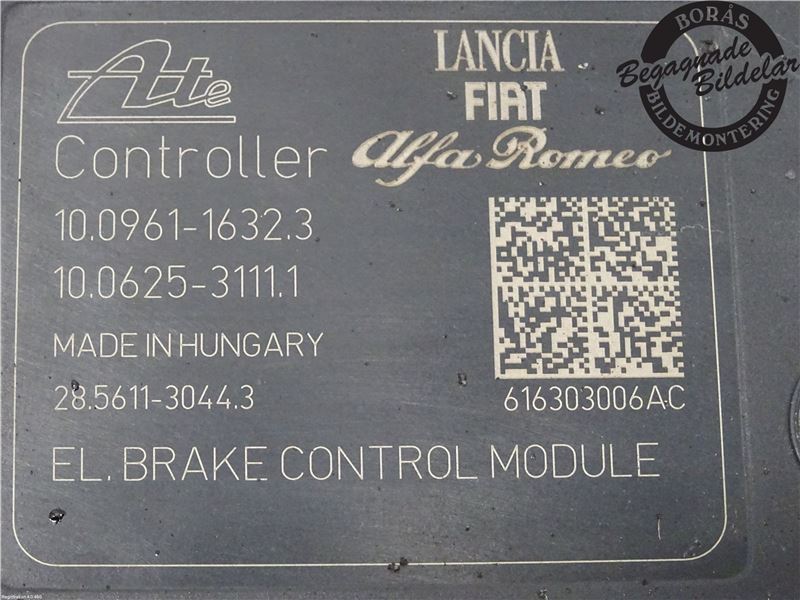 Ate
LANCIA
FIAT
Alfa Romeo
Controller
10.0961-1632.3
10.0625-3111.1
MADE IN HUNGARY
28.5611-3044.3
616303006AC
EL. BRAKE CONTROL MODULE
BORÅS
Begagnade
Bildelar
BILDEMONTERING